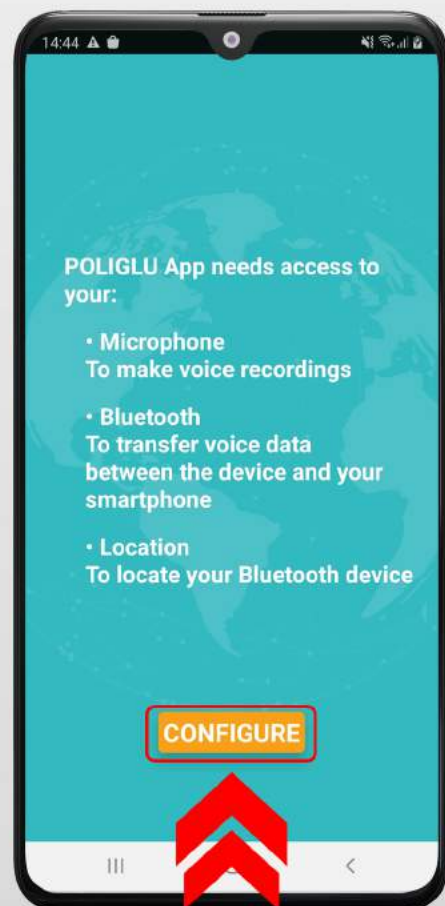 14:44
POLIGLU App needs access to
your:
• Microphone
To make voice recordings
• Bluetooth
To transfer voice data
between the device and your
smartphone
• Location
To locate your Bluetooth device
CONFIGURE